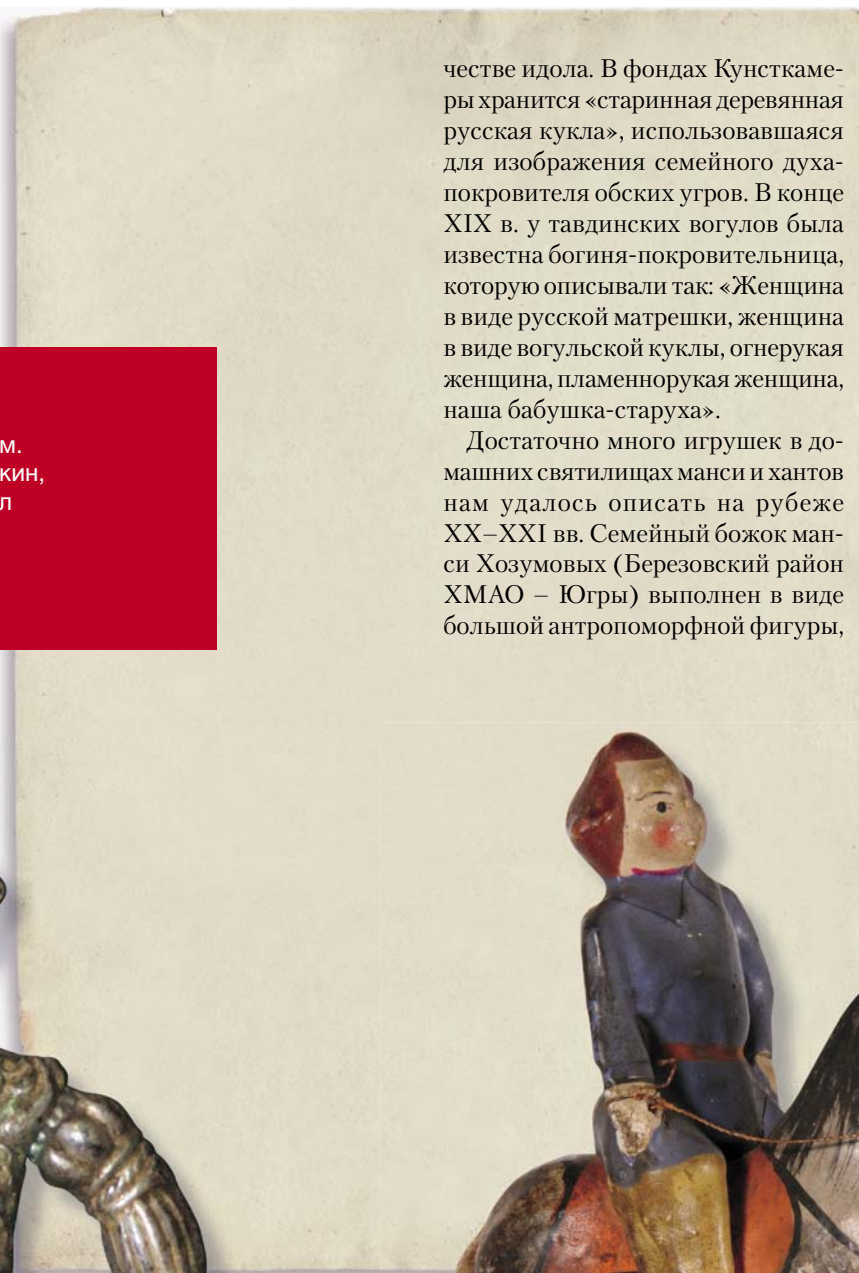 м.
кин,
л
честве идола. В фондах Кунсткаме-
ры хранится «старинная деревянная
русская кукла», использовавшаяся
для изображения семейного духа-
покровителя обских угров. В конце
XIX в. у тавдинских вогулов была
известна богиня-покровительница,
которую описывали так: «Женщина
в виде русской матрешки, женщина
в виде вогульской куклы, огнерукая
женщина, пламеннорукая женщина,
наша бабушка-старуха».
Достаточно много игрушек в до-
машних святилищах манси и хантов
нам удалось описать на рубеже
XX–XXI вв. Семейный божок ман-
си Хозумовых (Березовский район
ХМАО – Югры) выполнен в виде
большой антропоморфной фигуры,